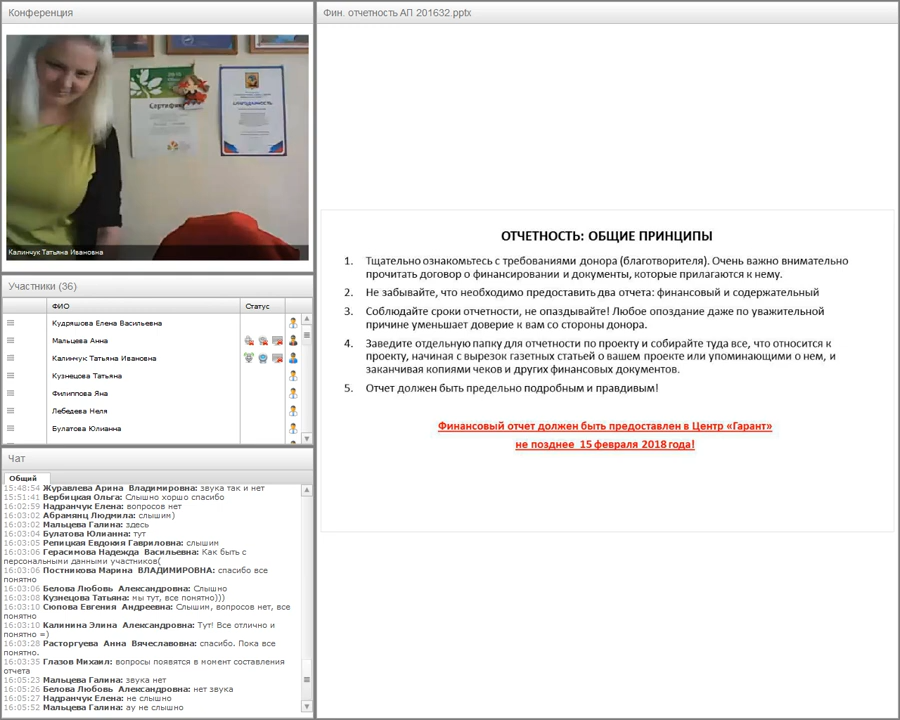 Конференция
Сертификат
БЛАГОДАРНОСТЬ
Калинчук Татьяна Ивановна
Участники (36)
ФИО Статус
Кудряшова Елена Васильевна
Мальцева Анна
Калинчук Татьяна Ивановна
Кузнецова Татьяна
Филиппова Яна
Лебедева Неля
Булатова Юлианна
Чат
Общий
15:48:54 Журавлева Арина Владимировна: звука так и нет
15:51:41 Вербицкая Ольга: Слышно хоршо спасибо
16:02:59 Надранчук Елена: вопросов нет
16:03:02 Абрамянц Людмила: слышим)
16:03:02 Мальцева Галина: здесь
16:03:04 Булатова Юлианна: тут
16:03:05 Репицкая Евдокия Гавриловна: слышим
16:03:06 Герасимова Надежда Васильевна: Как быть с
персональными данными участников(
16:03:06 Постникова Марина ВЛАДИМИРОВНА: спасибо все
понятно
16:03:06 Белова Любовь Александровна: Слышно
16:03:08 Кузнецова Татьяна: мы тут, все понятно)))
16:03:10 Сюпова Евгения Андреевна: Слышим, вопросов нет, все
понятно
16:03:10 Калинина Элина Александровна: Тут! Все отлично и
понятно =)
16:03:28 Расторгуева Анна Вячеславовна: спасибо. Пока все
понятно.
16:03:35 Глазов Михаил: вопросы появятся в момент составления
отчета
16:05:23 Мальцева Галина: звука нет
16:05:26 Белова Любовь Александровна: нет звука
16:05:27 Надранчук Елена: не слышно
16:05:52 Мальцева Галина: ау не слышно
Фин. отчетность АП 201632.pptx
ОТЧЕТНОСТЬ: ОБЩИЕ ПРИНЦИПЫ
1. Тщательно ознакомьтесь с требованиями донора (благотворителя). Очень важно внимательно
прочитать договор о финансировании и документы, которые прилагаются к нему.
2. Не забывайте, что необходимо предоставить два отчета: финансовый и содержательный
3. Соблюдайте сроки отчетности, не опаздывайте! Любое опоздание даже по уважительной
причине уменьшает доверие к вам со стороны донора.
4. Заведите отдельную папку для отчетности по проекту и собирайте туда все, что относится к
проекту, начиная с вырезок газетных статьей о вашем проекте или упоминающими о нем, и
заканчивая копиями чеков и других финансовых документов.
5. Отчет должен быть предельно подробным и правдивым!
Финансовый отчет должен быть предоставлен в Центр «Гарант»
не позднее 15 февраля 2018 года!